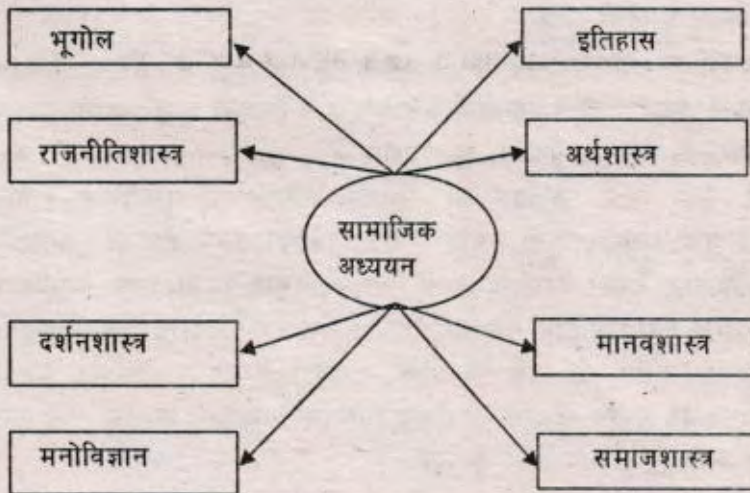 भूगोल
इतिहास
राजनीतिशास्त्र
अर्थशास्त्र
सामाजिक
अध्ययन
दर्शनशास्त्र
मानवशास्त्र
मनोविज्ञान
समाजशास्त्र